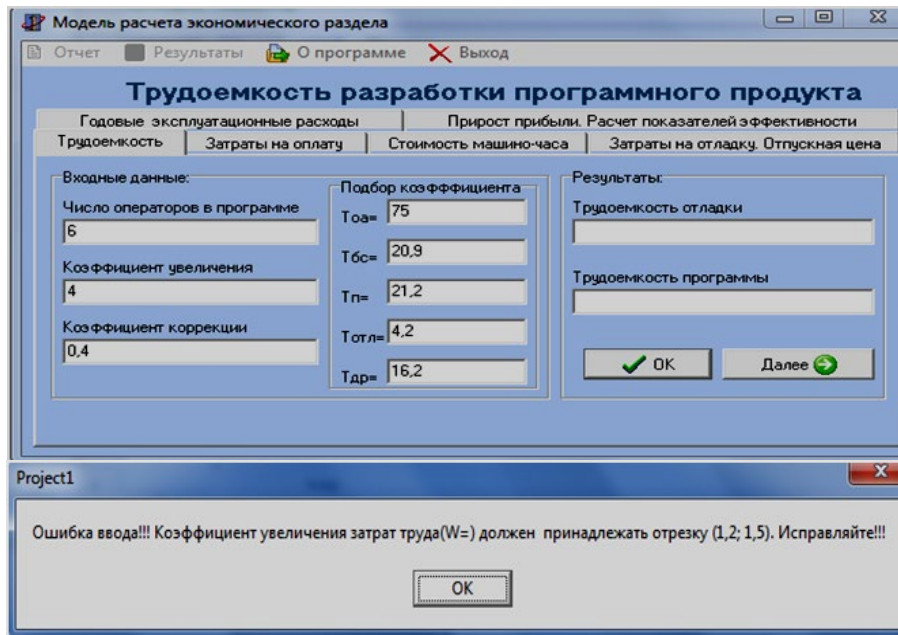 Модель расчета экономического раздела
Отчет Результаты О программе Выход
Трудоемкость разработки программного продукта
Годовые эксплуатационные расходы Прирост прибыли. Расчет показателей эффективности
Трудоемкость Затраты на оплату Стоимость машино-часа Затраты на отладку. Отпускная цена
Входные данные:
Число операторов в программе
6
Коэффициент увеличения
4
Коэффициент коррекции
0,4
Подбор коэффициента
Тоа= 75
Тбс= 20,9
Тп= 21,2
Тотл= 4,2
Тдр= 16,2
Результаты:
Трудоемкость отладки
Трудоемкость программы
OK Далее
Project1
Ошибка ввода!!! Коэффициент увеличения затрат труда(W=) должен принадлежать отрезку (1,2; 1,5). Исправляйте!!!
OK